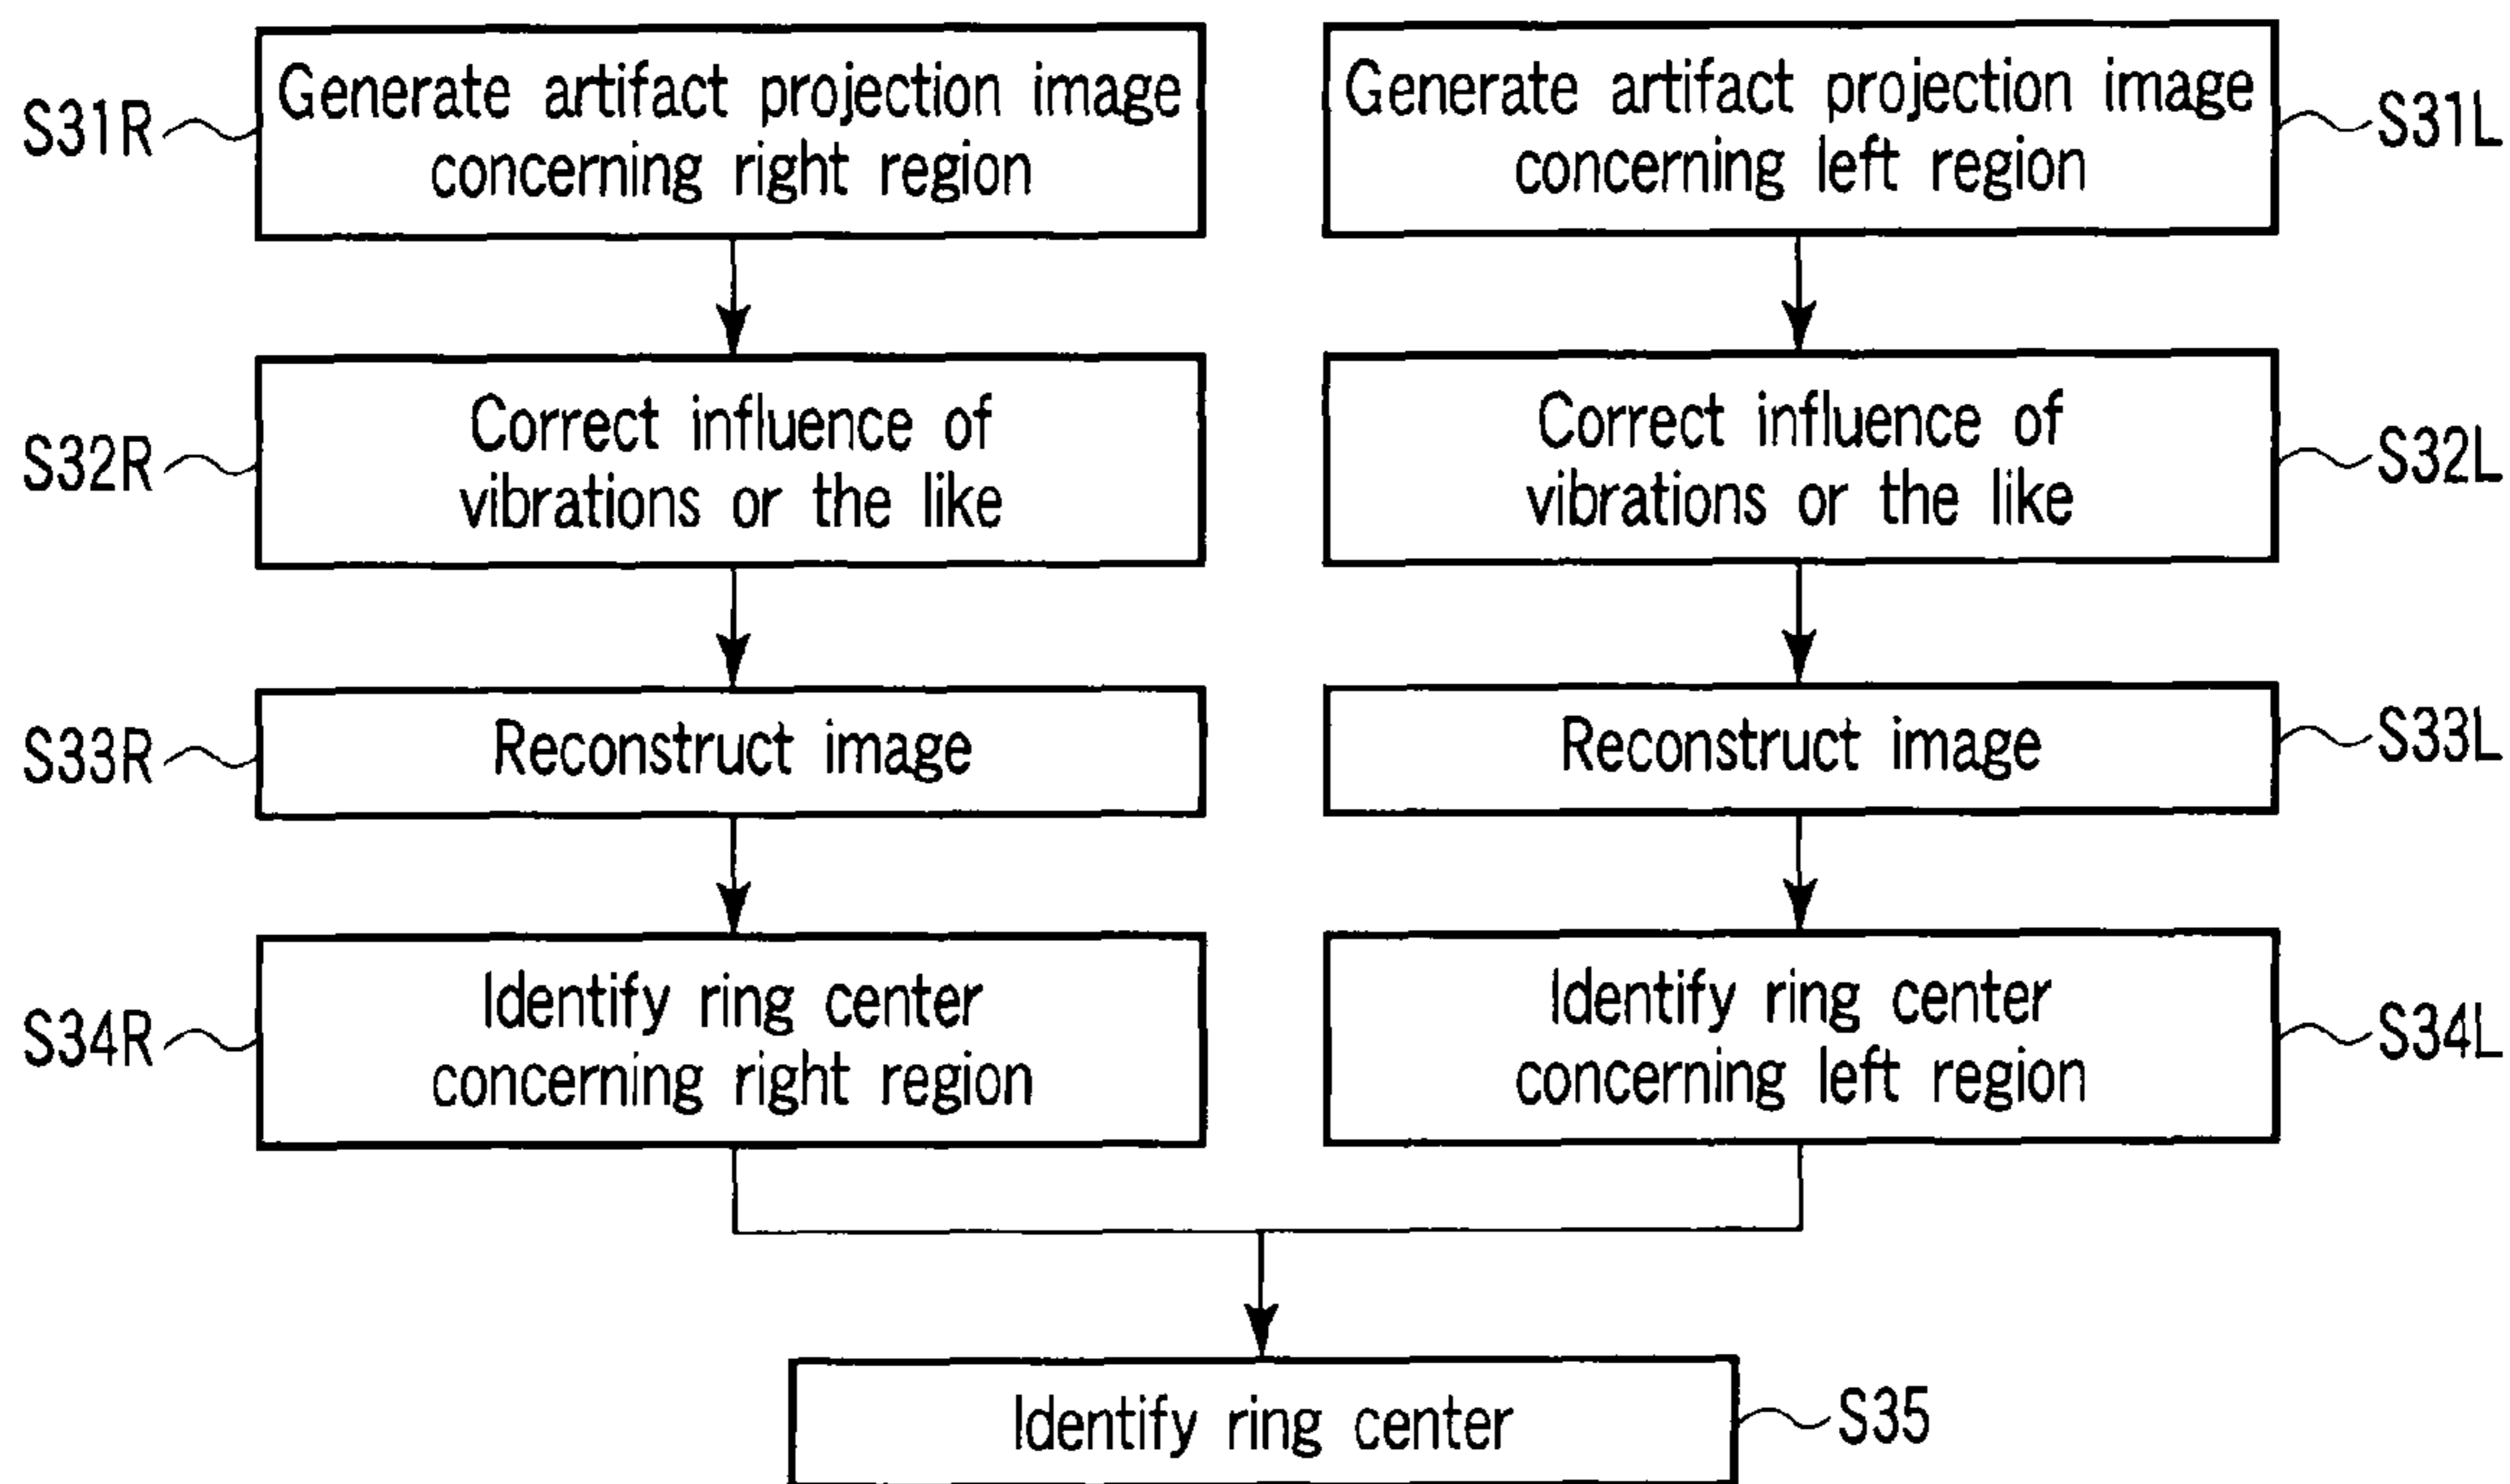 S31R
Generate artifact projection image
concerning right region
Generate artifact projection image
concerning left region
S31L
S32R
Correct influence of
vibrations or the like
Correct influence of
vibrations or the like
S32L
S33R
Reconstruct image
Reconstruct image
S33L
S34R
Identify ring center
concerning right region
Identify ring center
concerning left region
S34L
Identify ring center
S35